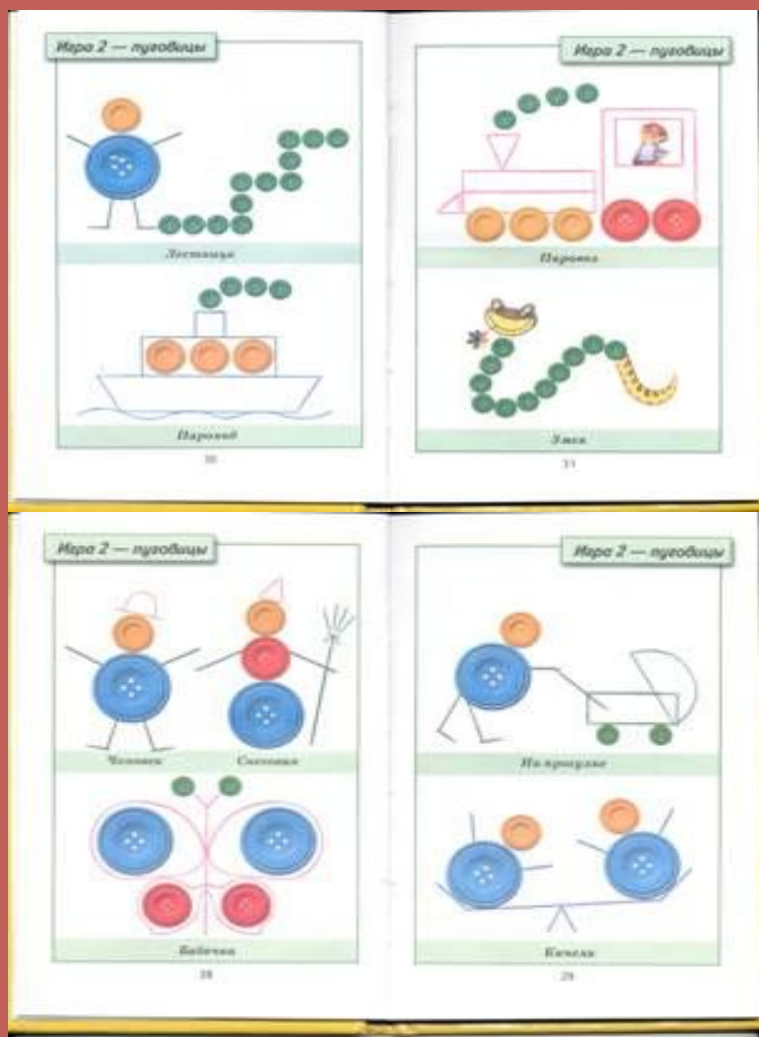 Игра 2 — пуговицы
Игра 2 — пуговицы
Лестница
Паровоз
Пароход
Змея
30
31
Игра 2 — пуговицы
Игра 2 — пуговицы
Человек
Снеговик
На прогулке
Бабочка
Качели
28
29